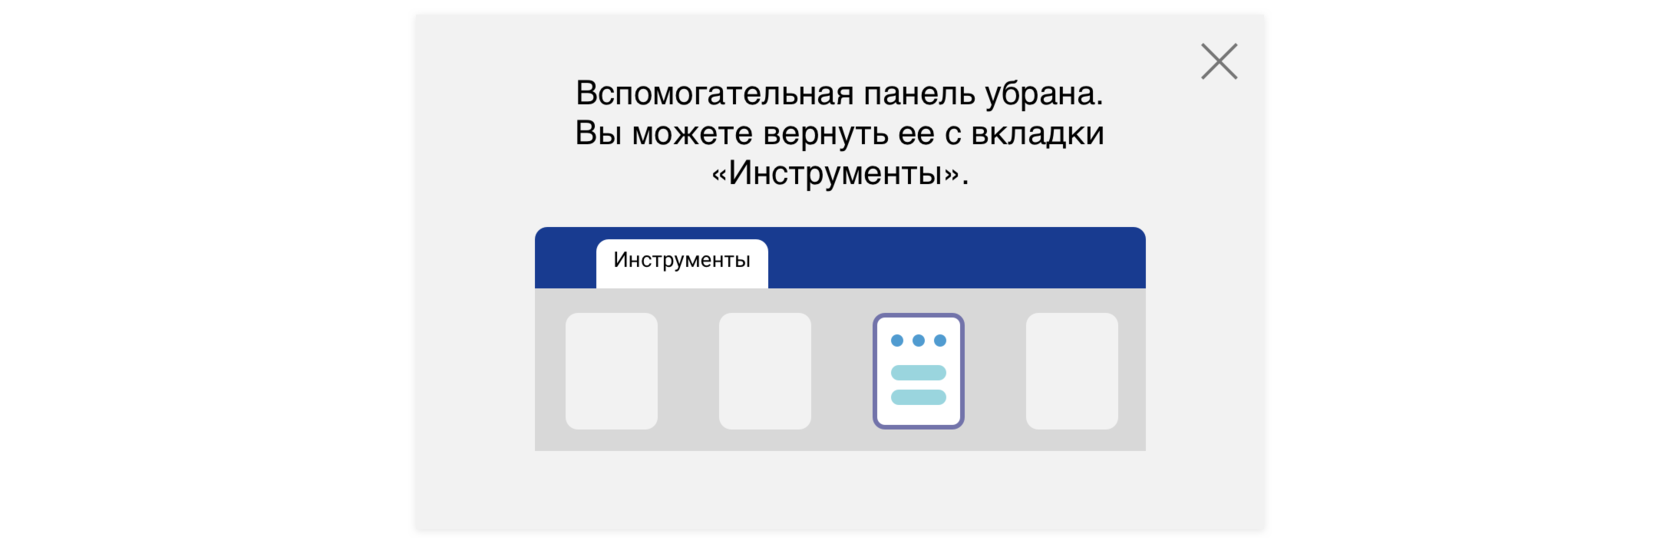 Вспомогательная панель убрана.
Вы можете вернуть ее с вкладки
«Инструменты».
Инструменты